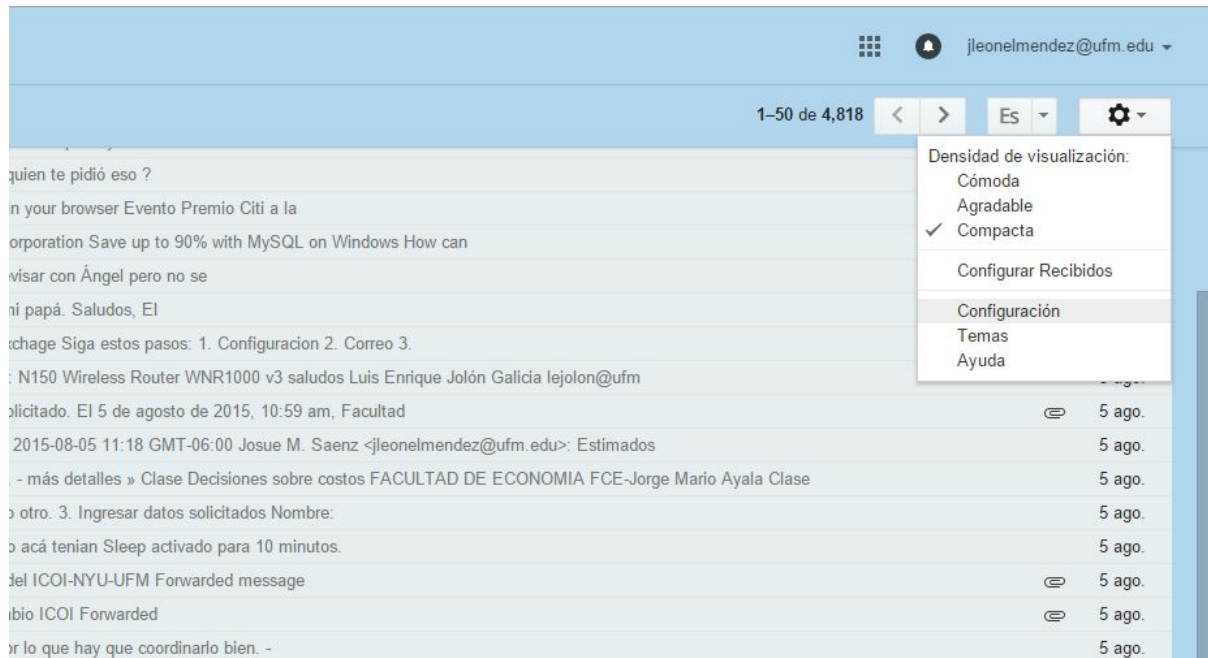 jleonelmendez@ufm.edu
1–50 de 4,818
Es
Densidad de visualización:
Cómoda
Agradable
Compacta
Configurar Recibidos
Configuración
Temas
Ayuda
quien te pidió eso ?
in your browser Evento Premio Citi a la
orporation Save up to 90% with MySQL on Windows How can
visar con Ángel pero no se
ni papá. Saludos, El
xchage Siga estos pasos: 1. Configuracion 2. Correo 3.
: N150 Wireless Router WNR1000 v3 saludos Luis Enrique Jolón Galicia lejolon@ufm
olicitado. El 5 de agosto de 2015, 10:59 am, Facultad 5 ago.
2015-08-05 11:18 GMT-06:00 Josue M. Saenz <jleonelmendez@ufm.edu>: Estimados 5 ago.
. - más detalles » Clase Decisiones sobre costos FACULTAD DE ECONOMIA FCE-Jorge Mario Ayala Clase 5 ago.
o otro. 3. Ingresar datos solicitados Nombre: 5 ago.
o acá tenian Sleep activado para 10 minutos. 5 ago.
del ICOI-NYU-UFM Forwarded message 5 ago.
bio ICOI Forwarded 5 ago.
or lo que hay que coordinarlo bien. - 5 ago.